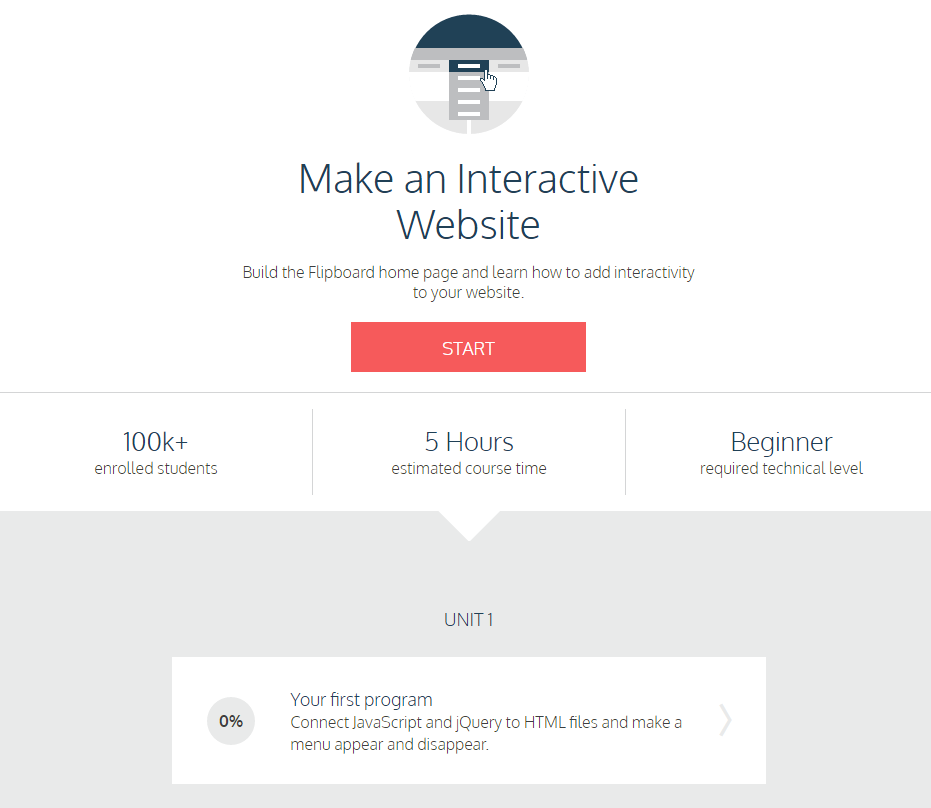 Make an Interactive
Website
Build the Flipboard home page and learn how to add interactivity
to your website.
START
100k+
enrolled students
5 Hours
estimated course time
Beginner
required technical level
UNIT 1
0%
Your first program
Connect JavaScript and jQuery to HTML files and make a
menu appear and disappear.